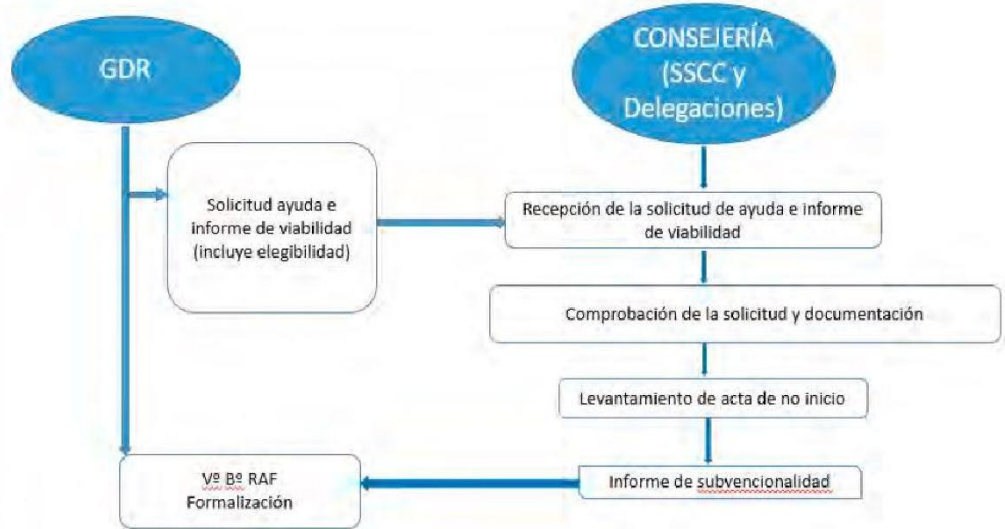 GDR
CONSEJERÍA
(SSCC y
Delegaciones)
Solicitud ayuda e
informe de viabilidad
(incluye elegibilidad)
Recepción de la solicitud de ayuda e informe
de viabilidad
Comprobación de la solicitud y documentación
Levantamiento de acta de no inicio
Vº Bº RAF
Formalización
Informe de subvencionalidad